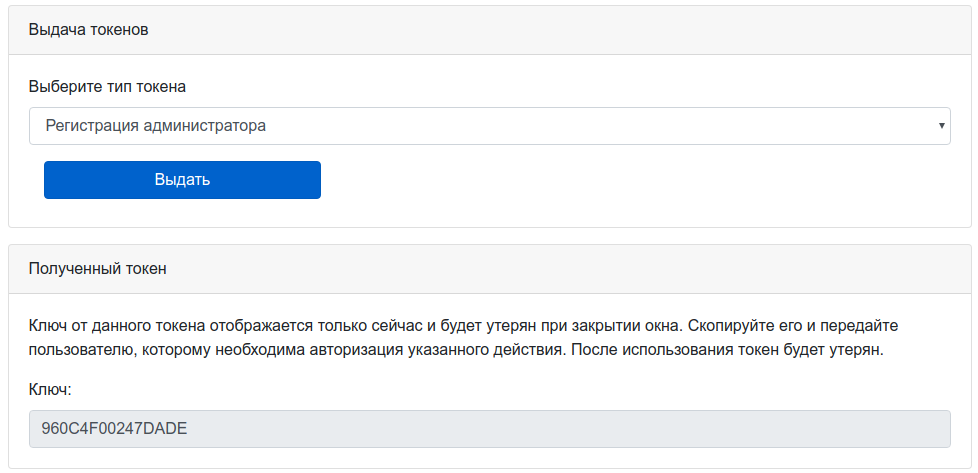 Выдача токенов
Выберите тип токена
Регистрация администратора
Выдать
Полученный токен
Ключ от данного токена отображается только сейчас и будет утерян при закрытии окна. Скопируйте его и передайте
пользователю, которому необходима авторизация указанного действия. После использования токен будет утерян.
Ключ:
960C4F00247DADE